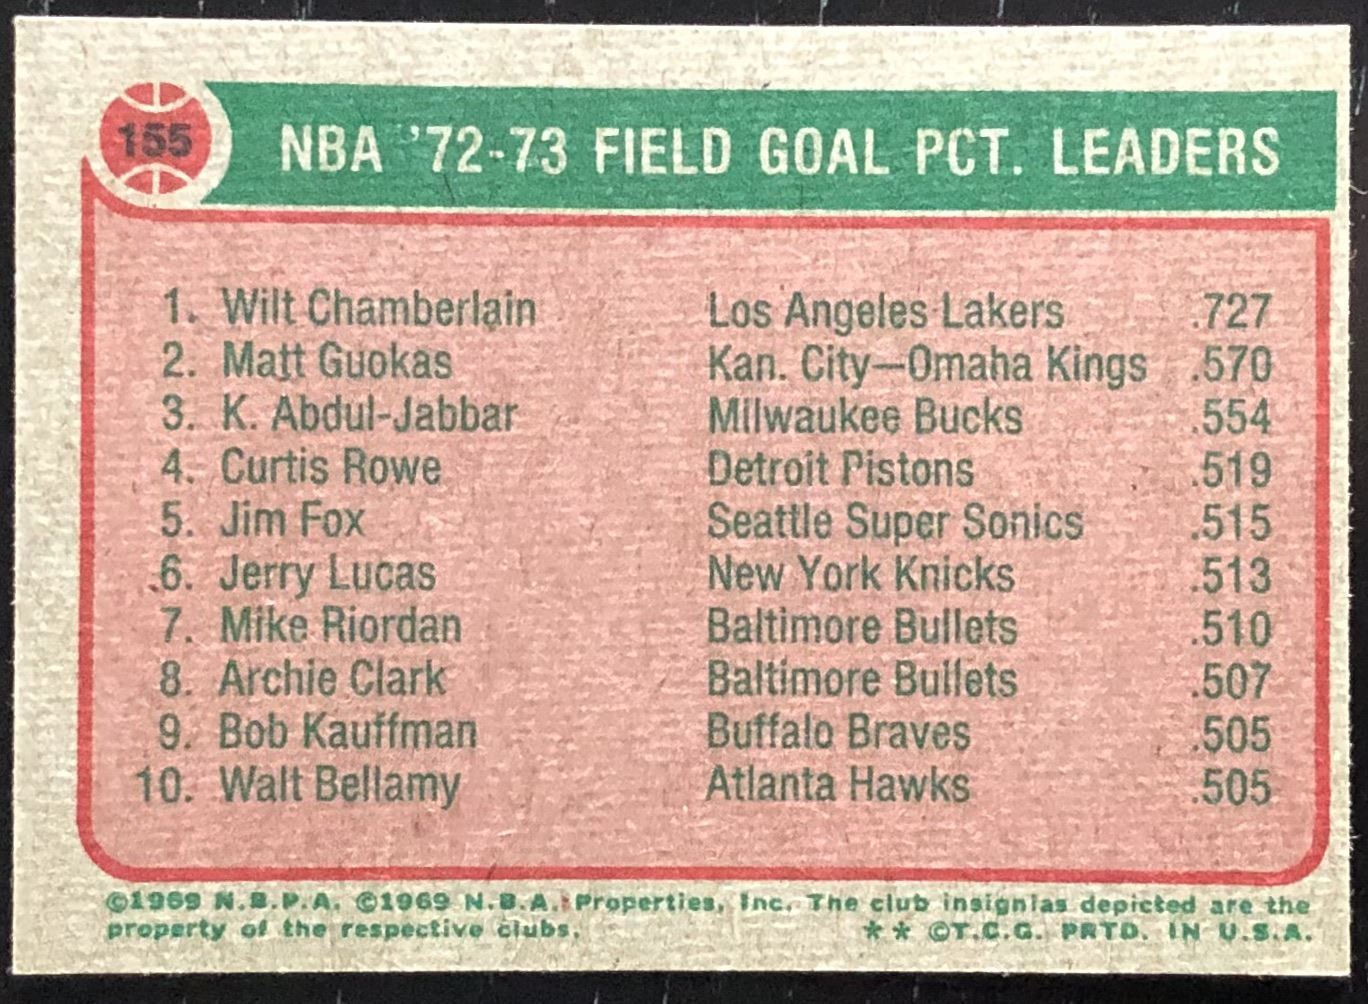 155
NBA '72-73 FIELD GOAL PCT. LEADERS
1. Wilt Chamberlain Los Angeles Lakers .727
2. Matt Guokas Kan. City—Omaha Kings .570
3. K. Abdul-Jabbar Milwaukee Bucks .554
4. Curtis Rowe Detroit Pistons .519
5. Jim Fox Seattle Super Sonics .515
6. Jerry Lucas New York Knicks .513
7. Mike Riordan Baltimore Bullets .510
8. Archie Clark Baltimore Bullets .507
9. Bob Kauffman Buffalo Braves .505
10. Walt Bellamy Atlanta Hawks .505
©1969 N.B.P.A. ©1969 N.B.A. Properties, Inc. The club insignias depicted are the
property of the respective clubs. ** ©T.C.G. PRTD. IN U.S.A.